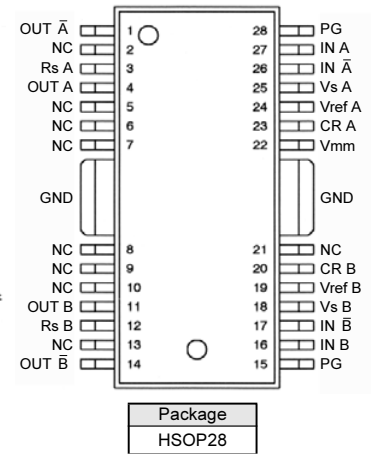 OUT A̅ 1 28 PG
NC 2 27 IN A
Rs A 3 26 IN A̅
OUT A 4 25 Vs A
NC 5 24 Vref A
NC 6 23 CR A
NC 7 22 Vmm
GND GND
NC 8 21 NC
NC 9 20 CR B
NC 10 19 Vref B
OUT B 11 18 Vs B
Rs B 12 17 IN B̅
NC 13 16 IN B
OUT B̅ 14 15 PG
Package
HSOP28